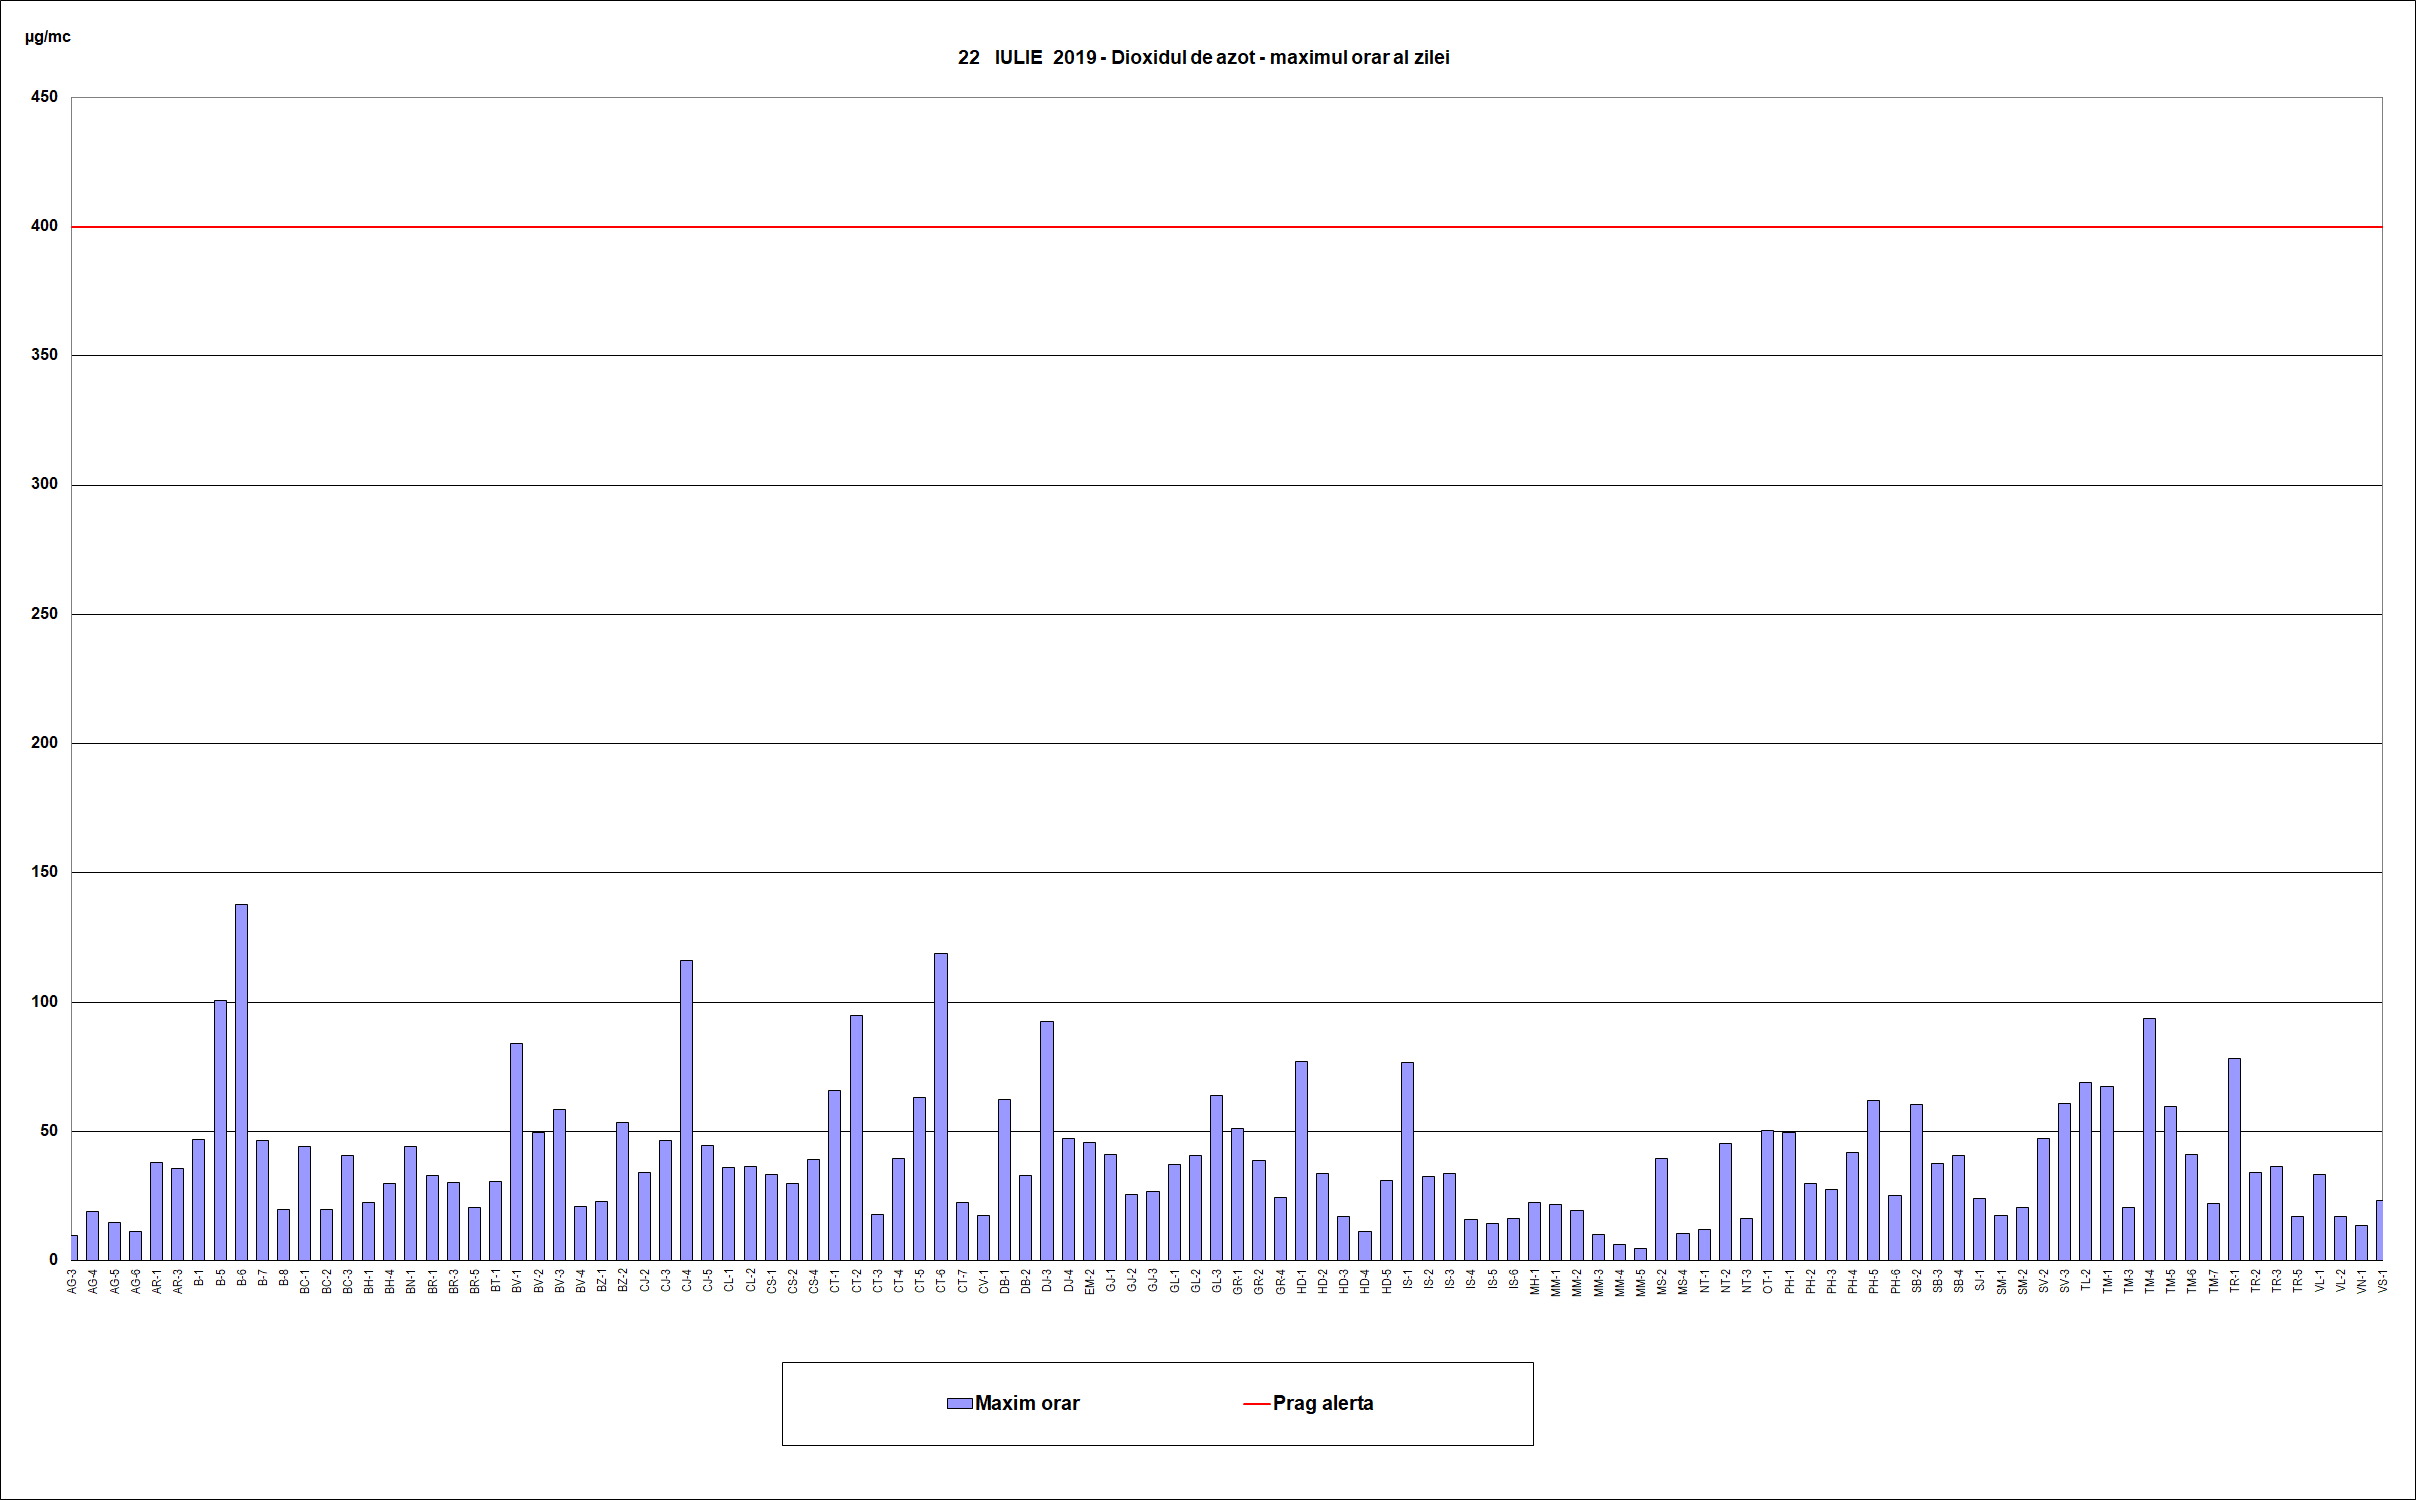 µg/mc
22 IULIE 2019 - Dioxidul de azot - maximul orar al zilei
450
400
350
300
250
200
150
100
50
0
AG-3 AG-4 AG-5 AG-6 AR-1 AR-3 B-1 B-5 B-6 B-7 B-8 BC-1 BC-2 BC-3 BH-1 BH-4 BN-1 BR-1 BR-3 BR-5 BT-1 BV-1 BV-2 BV-3 BV-4 BZ-1 BZ-2 CJ-2 CJ-3 CJ-4 CJ-5 CL-1 CL-2 CS-1 CS-2 CS-4 CT-1 CT-2 CT-3 CT-4 CT-5 CT-6 CT-7 CV-1 DB-1 DB-2 DJ-3 DJ-4 EM-2 GJ-1 GJ-2 GJ-3 GL-1 GL-2 GL-3 GR-1 GR-2 GR-4 HD-1 HD-2 HD-3 HD-4 HD-5 IS-1 IS-2 IS-3 IS-4 IS-5 IS-6 MH-1 MM-1 MM-2 MM-3 MM-4 MM-5 MS-2 MS-4 NT-1 NT-2 NT-3 OT-1 PH-1 PH-2 PH-3 PH-4 PH-5 PH-6 SB-2 SB-3 SB-4 SJ-1 SM-1 SM-2 SV-2 SV-3 TL-2 TM-1 TM-3 TM-4 TM-5 TM-6 TM-7 TR-1 TR-2 TR-3 TR-5 VL-1 VL-2 VN-1 VS-1
Maxim orar Prag alerta